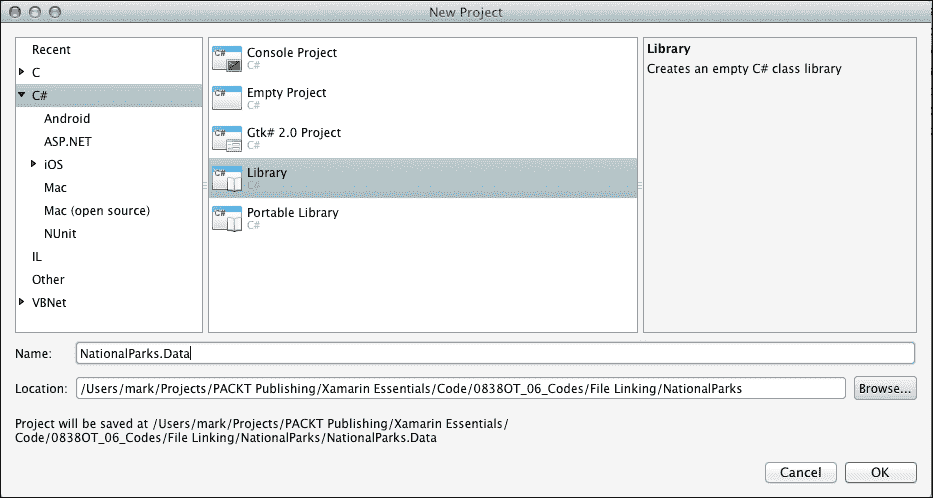 New Project
Recent
C
C#
Android
ASP.NET
iOS
Mac
Mac (open source)
NUnit
IL
Other
VBNet
C# Console Project
C#
C# Empty Project
C#
C# Gtk# 2.0 Project
C#
C# Library
C#
C# Portable Library
C#
Library
Creates an empty C# class library
Name: NationalParks.Data
Location: /Users/mark/Projects/PACKT Publishing/Xamarin Essentials/Code/0838OT_06_Codes/File Linking/NationalParks Browse...
Project will be saved at /Users/mark/Projects/PACKT Publishing/Xamarin Essentials/
Code/0838OT_06_Codes/File Linking/NationalParks/NationalParks.Data
Cancel OK